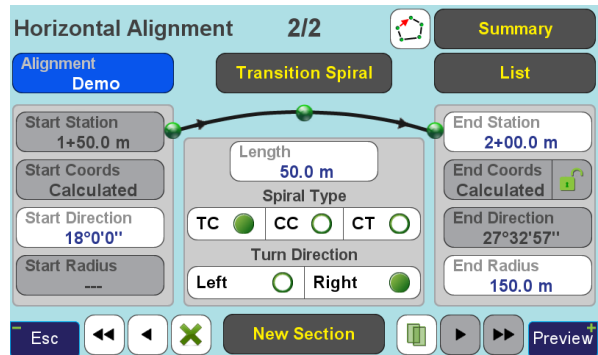 Horizontal Alignment 2/2 Summary
Alignment
Demo
Transition Spiral
List
Start Station
1+50.0 m
Start Coords
Calculated
Start Direction
18°0'0''
Start Radius
---
Length
50.0 m
Spiral Type
TC CC CT
Turn Direction
Left Right
End Station
2+00.0 m
End Coords
Calculated
End Direction
27°32'57''
End Radius
150.0 m
Esc New Section Preview